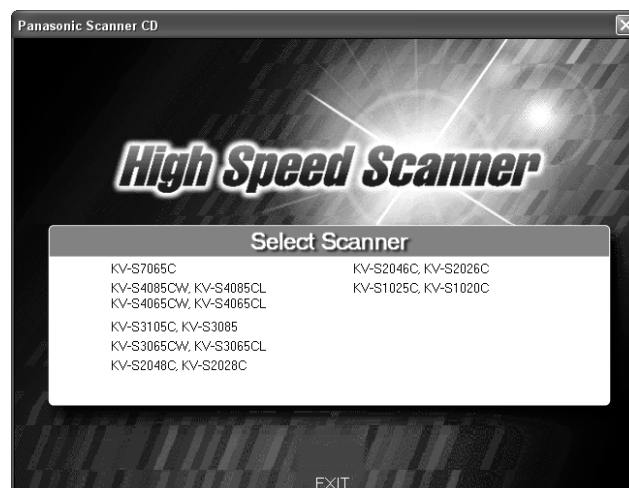 Panasonic Scanner CD
High Speed Scanner
Select Scanner
KV-S7065C
KV-S4085CW, KV-S4085CL
KV-S4065CW, KV-S4065CL
KV-S3105C, KV-S3085
KV-S3065CW, KV-S3065CL
KV-S2048C, KV-S2028C
KV-S2046C, KV-S2026C
KV-S1025C, KV-S1020C
EXIT